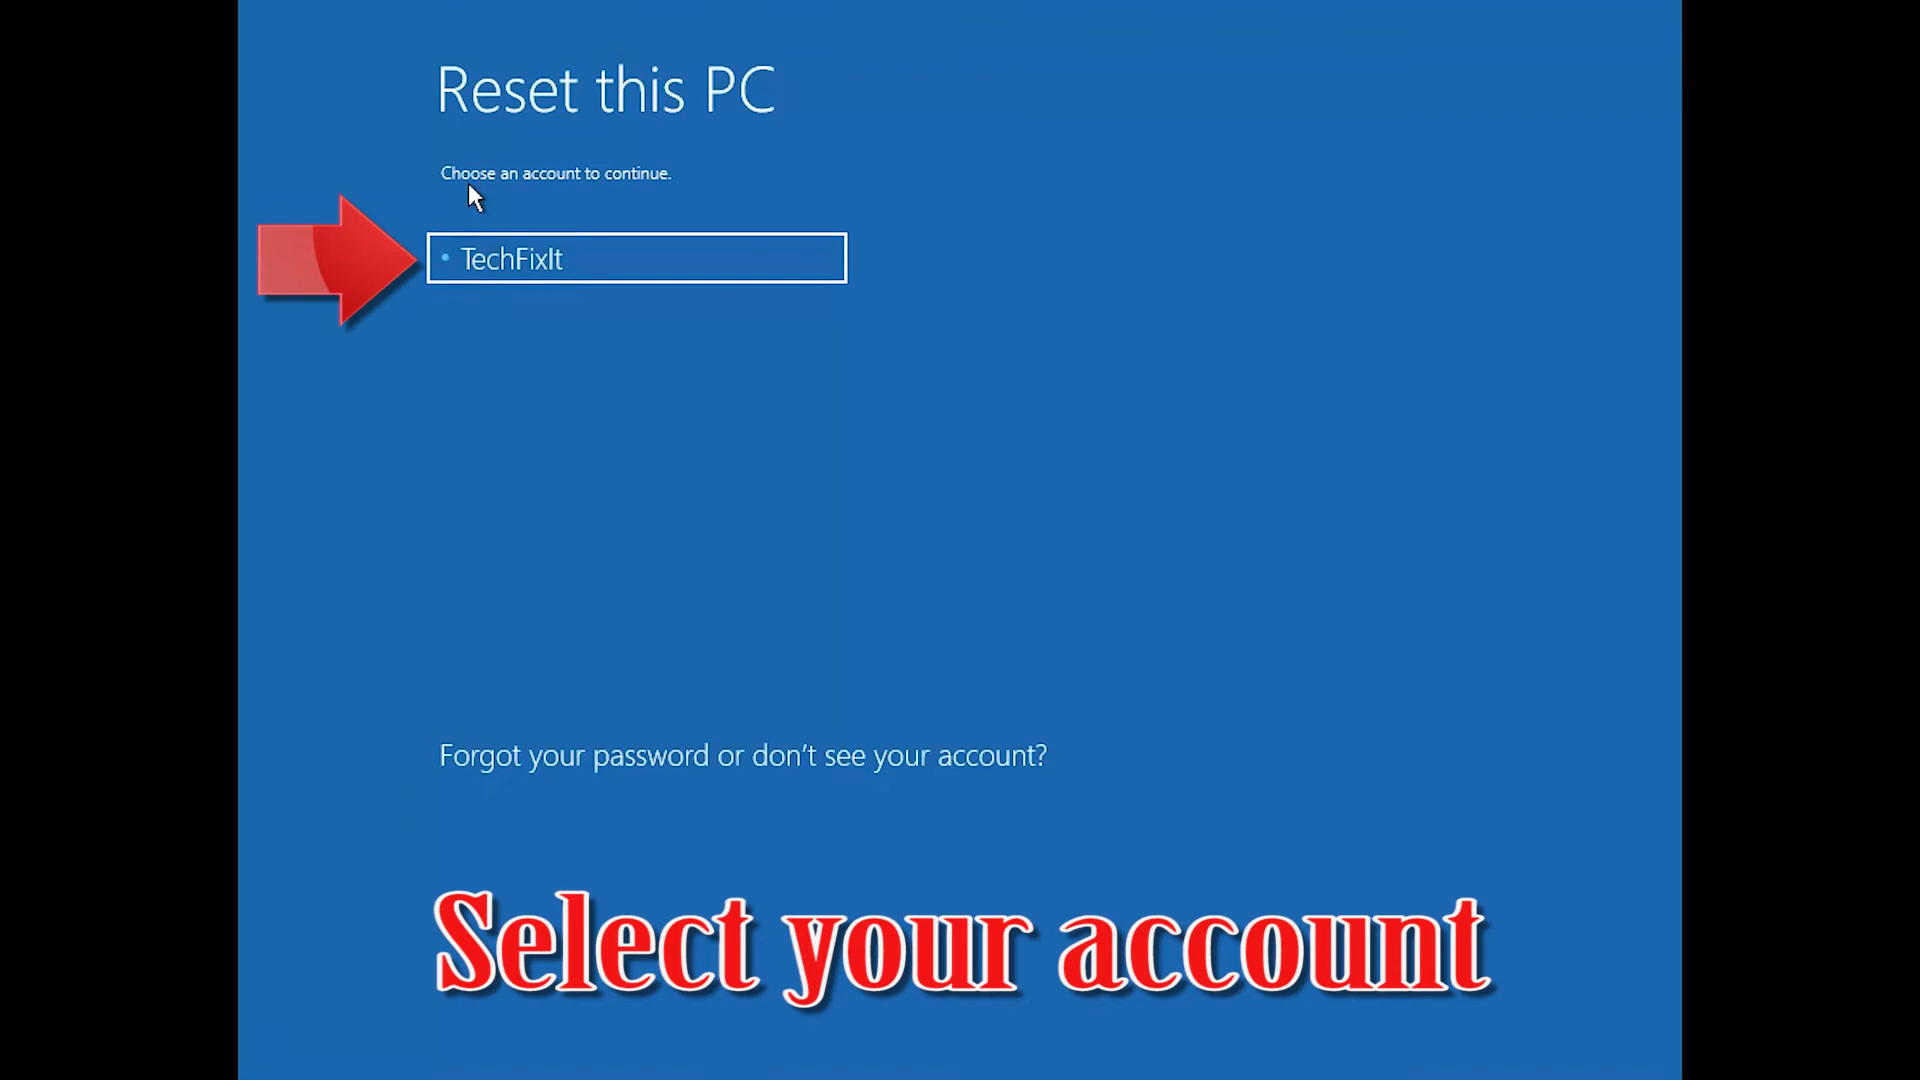 Reset this PC
Choose an account to continue.
TechFixIt
Forgot your password or don't see your account?
Select your account